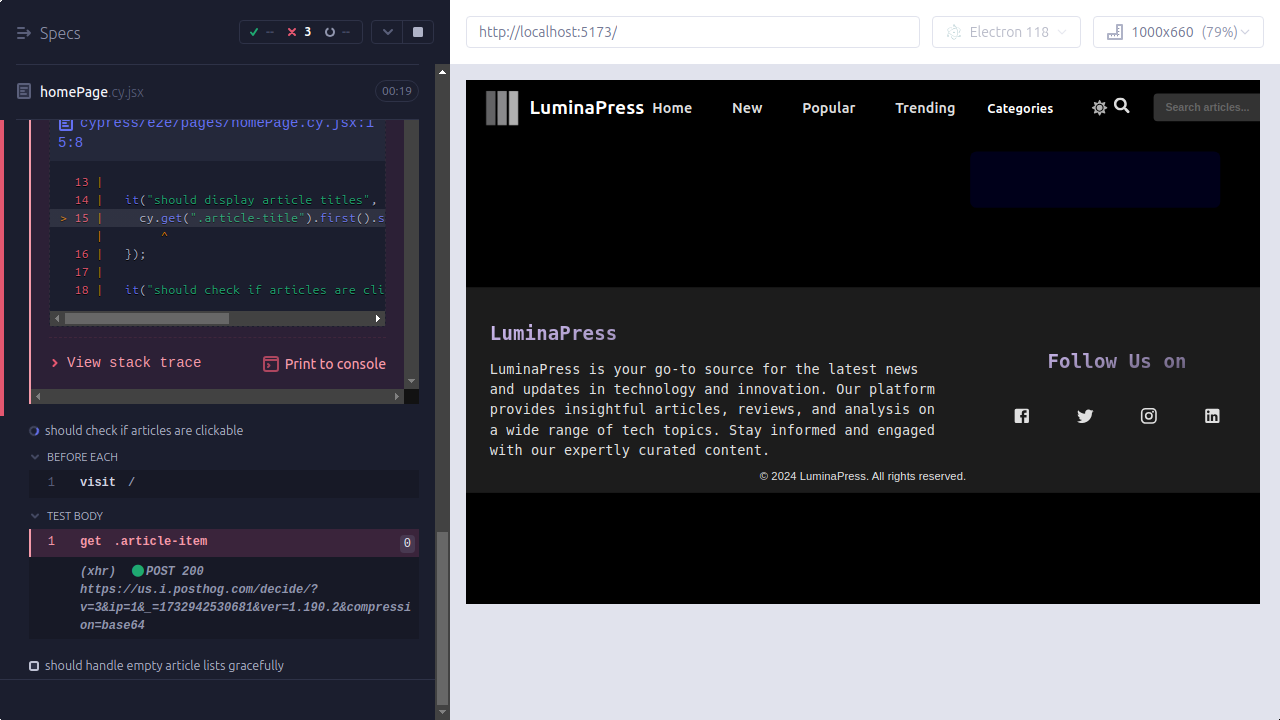 Specs
-- 3 --
homePage.cy.jsx
00:19
cypress/e2e/pages/homePage.cy.jsx:1
5:8
13 |
14 | it("should display article titles",
> 15 | cy.get(".article-title").first().s
| ^
16 | });
17 |
18 | it("should check if articles are cli
View stack trace
Print to console
should check if articles are clickable
BEFORE EACH
1 visit /
TEST BODY
1 get .article-item 0
(xhr) POST 200
https://us.i.posthog.com/decide/?
v=3&ip=1&_=1732942530681&ver=1.190.2&compressi
on=base64
should handle empty article lists gracefully
http://localhost:5173/
Electron 118
1000x660 (79%)
LuminaPress Home New Popular Trending Categories Search articles...
LuminaPress
LuminaPress is your go-to source for the latest news
and updates in technology and innovation. Our platform
provides insightful articles, reviews, and analysis on
a wide range of tech topics. Stay informed and engaged
with our expertly curated content.
Follow Us on
© 2024 LuminaPress. All rights reserved.